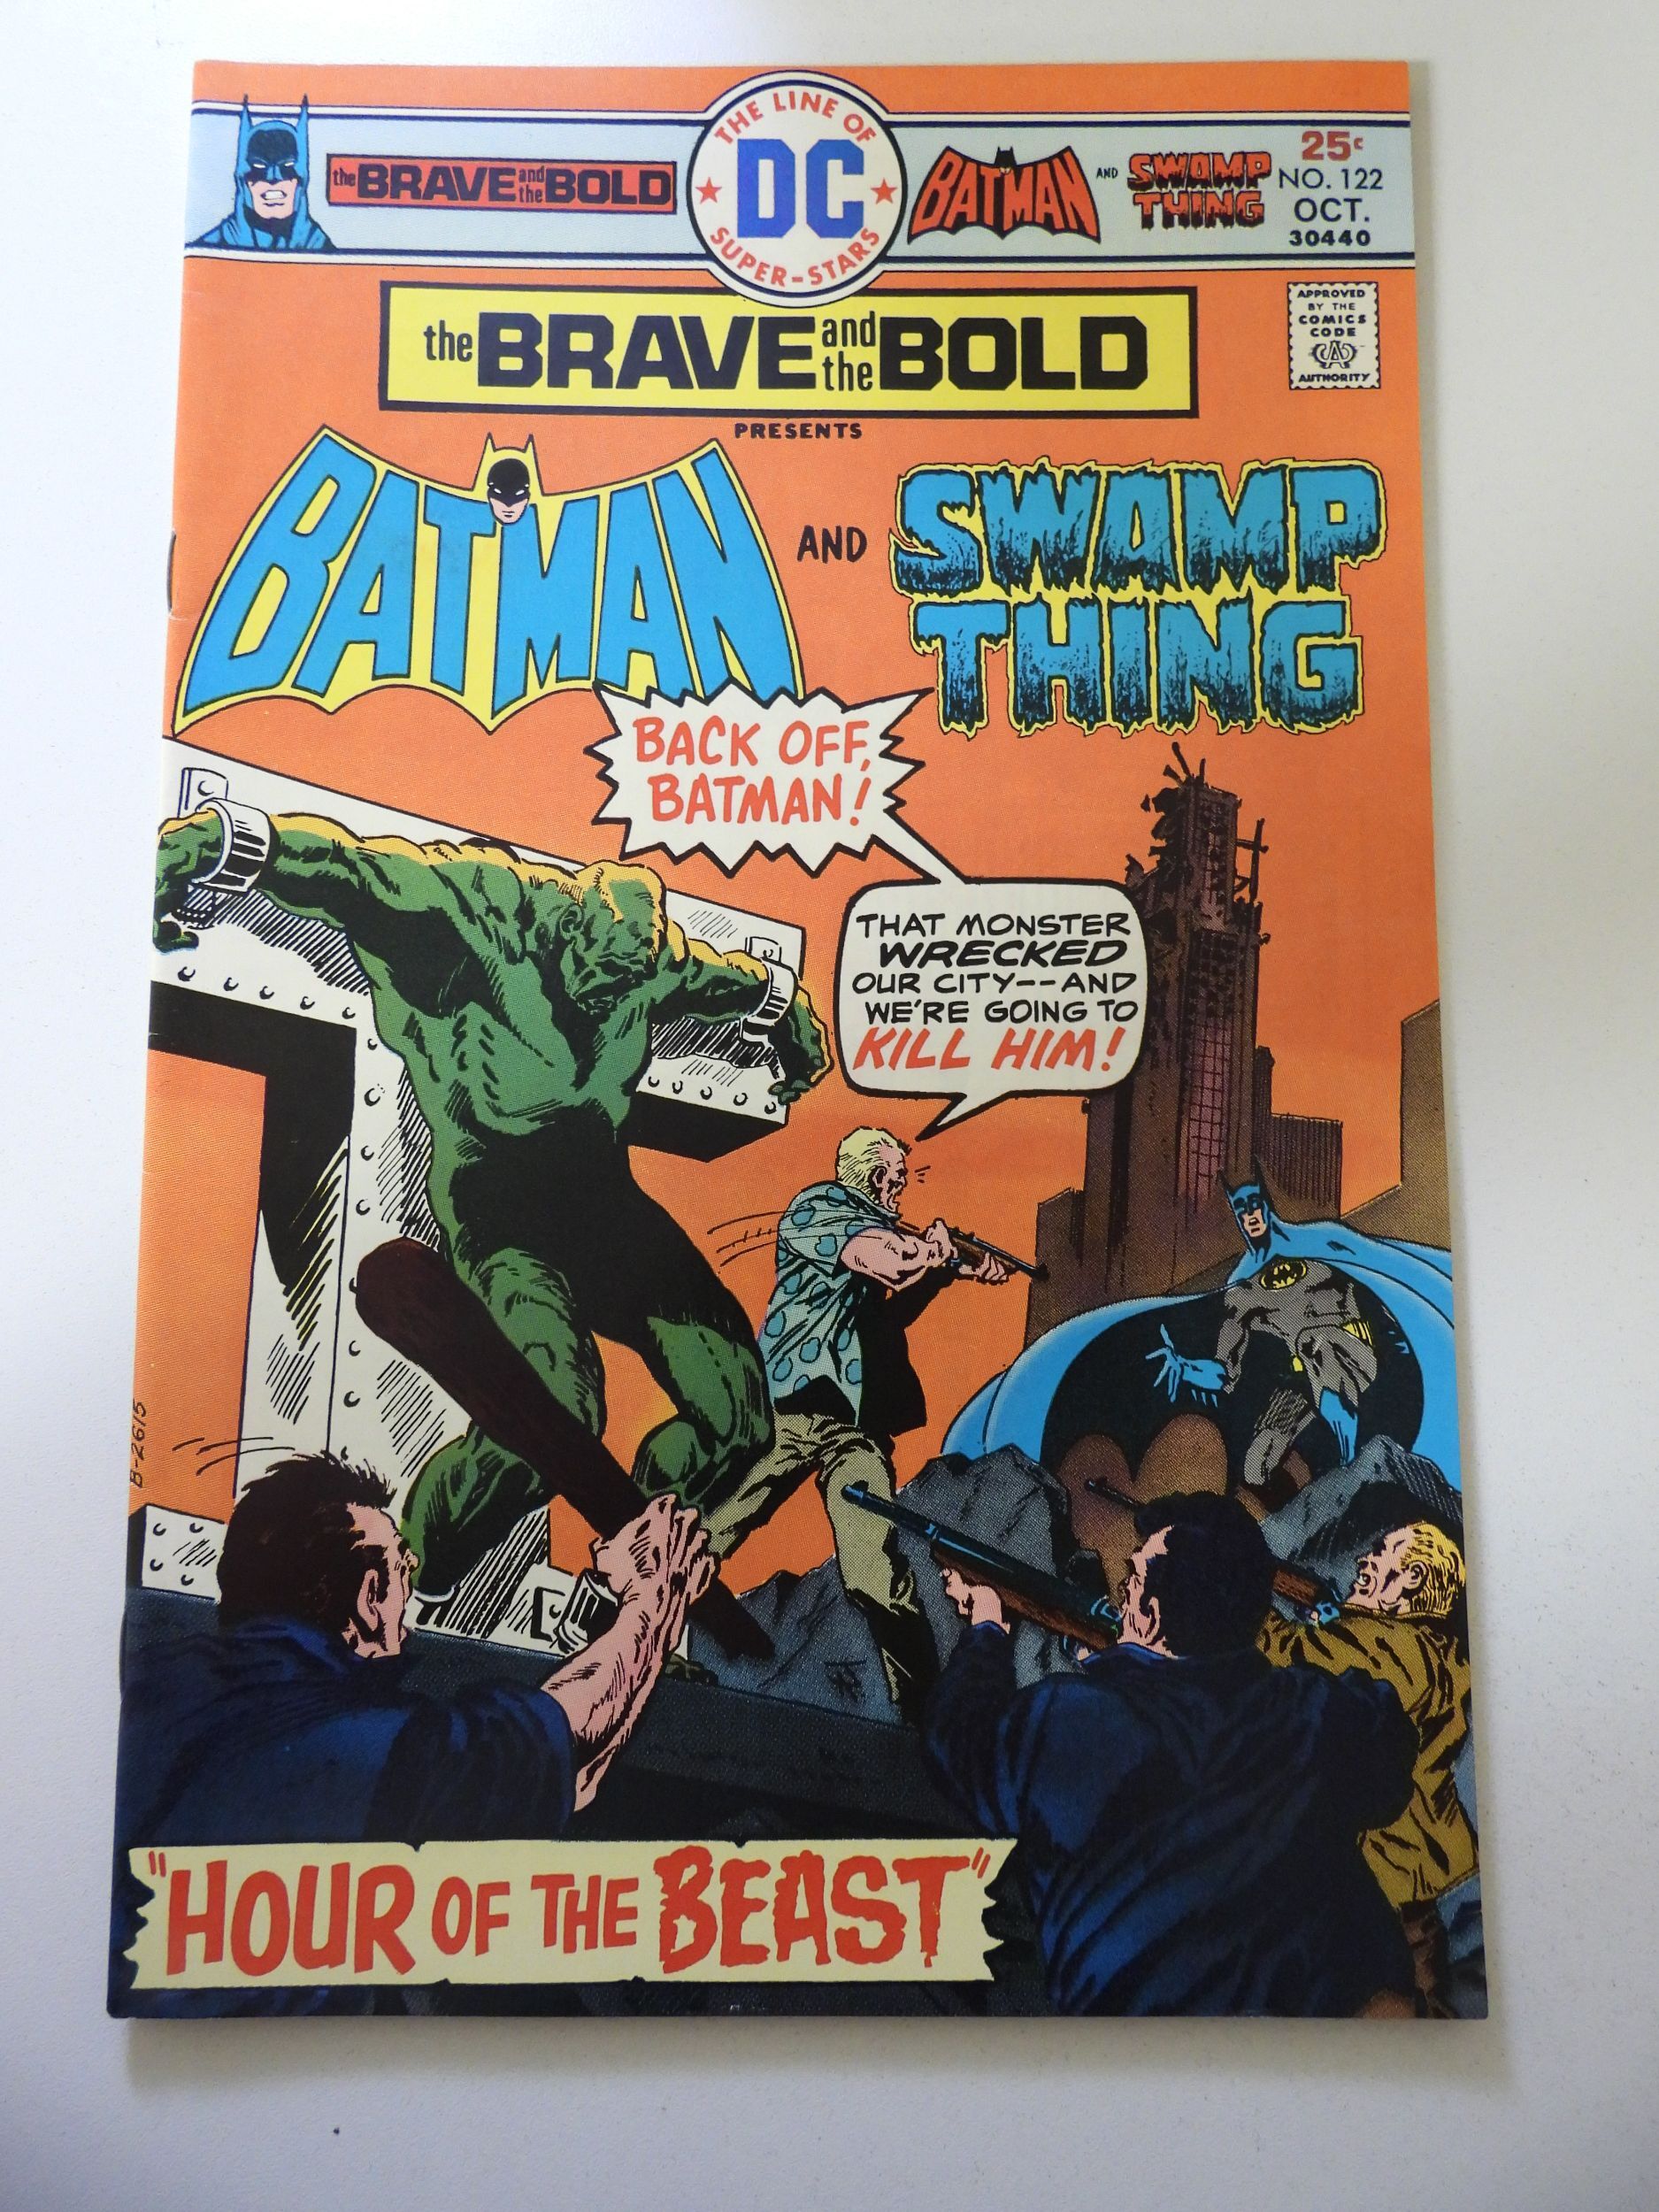 THE LINE OF
DC
SUPER-STARS
the BRAVE and the BOLD
BATMAN AND SWAMP THING
25¢
NO. 122
OCT.
30440
the BRAVE and the BOLD
APPROVED
BY THE
COMICS
CODE
CA
AUTHORITY
PRESENTS
BATMAN
AND
SWAMP
THING
BACK OFF,
BATMAN!
THAT MONSTER
WRECKED
OUR CITY--AND
WE'RE GOING TO
KILL HIM!
B-2615
"HOUR OF THE BEAST"